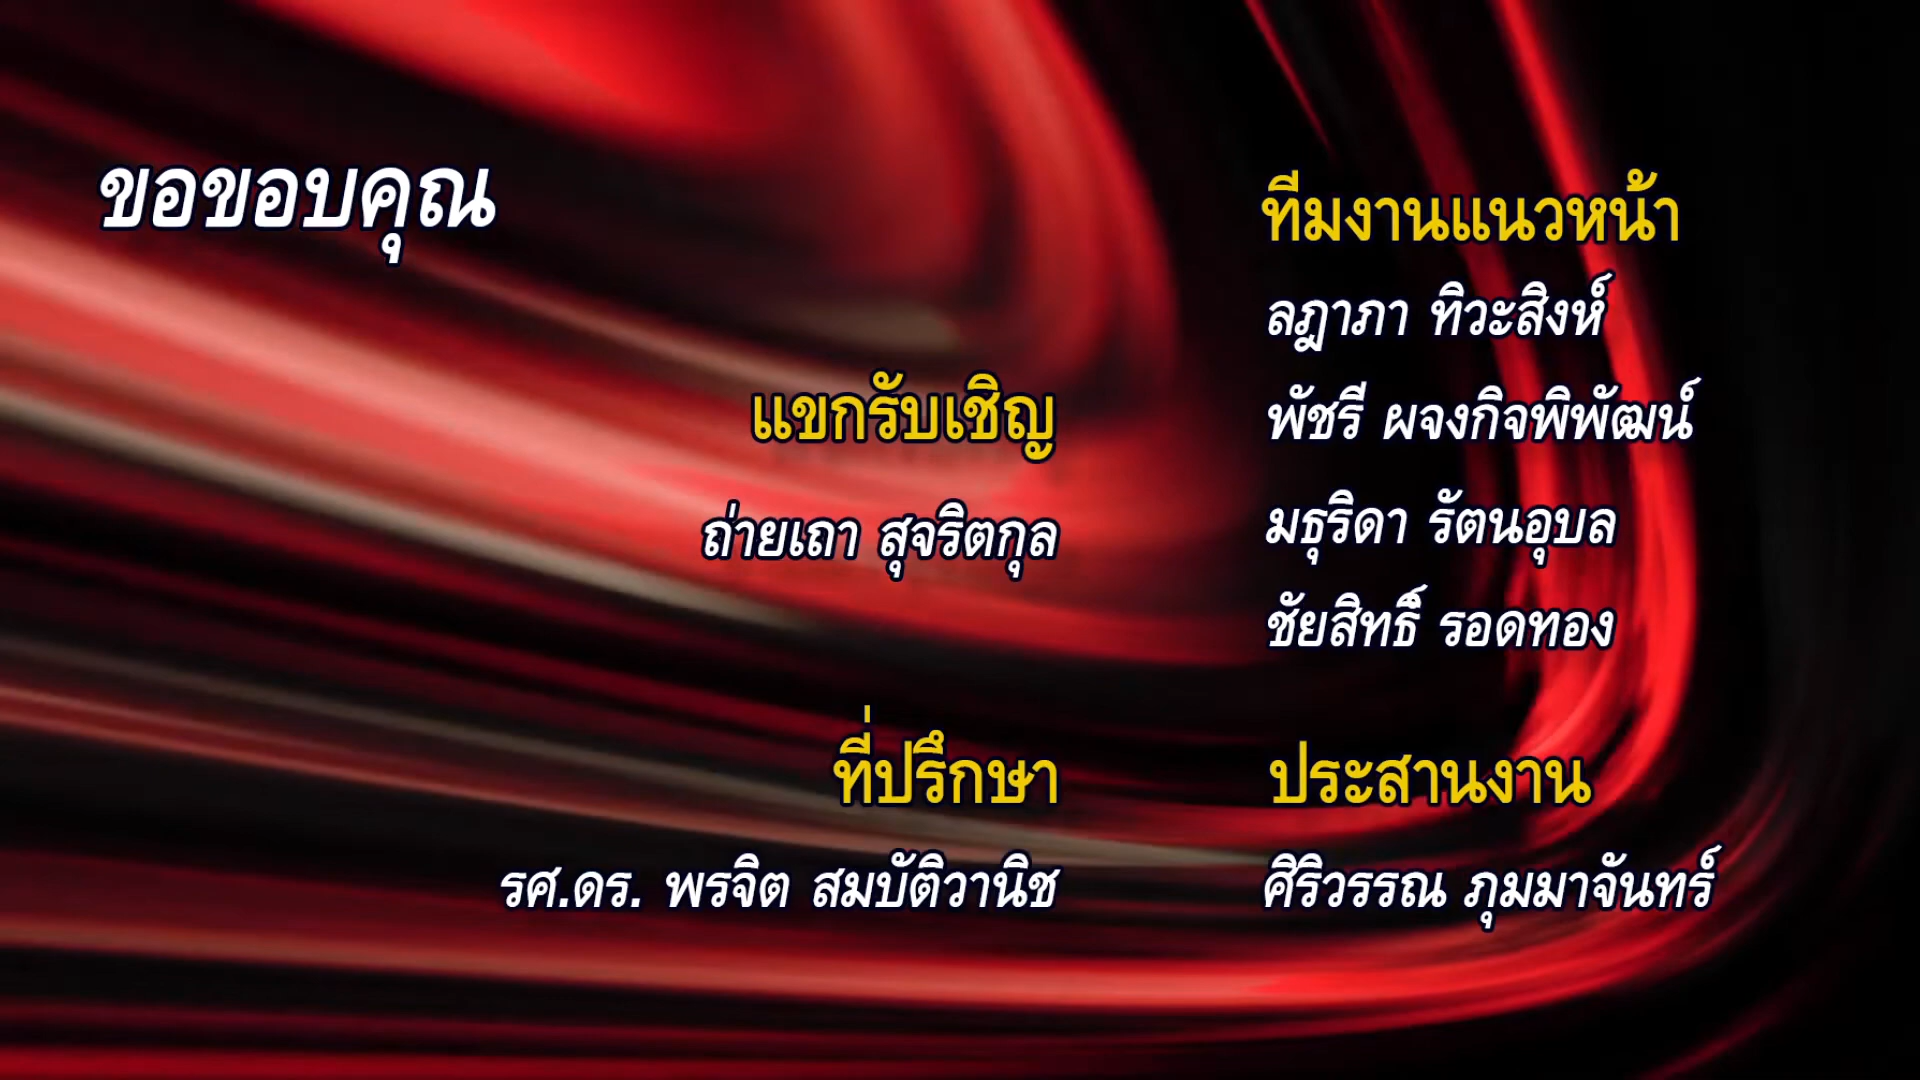 ขอขอบคุณ
แขกรับเชิญ
ถ่ายเถา สุจริตกุล
ที่ปรึกษา
รศ.ดร. พรจิต สมบัติวานิช
ทีมงานแนวหน้า
ลฎาภา ทิวะสิงห์
พัชรี ผจงกิจพิพัฒน์
มธุริดา รัตนอุบล
ชัยสิทธิ์ รอดทอง
ประสานงาน
ศิริวรรณ ภุมมาจันทร์